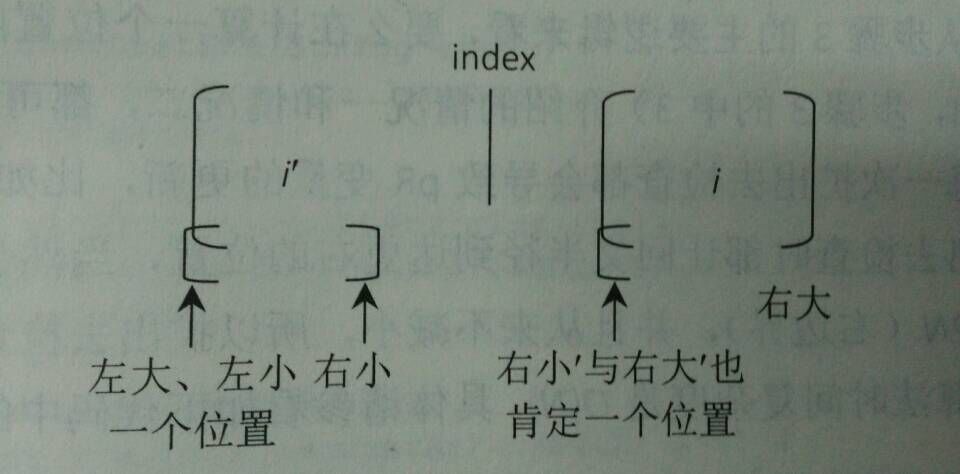 index
i′
i
右大
左大、左小 右小
一个位置
右小′与右大′也
肯定一个位置